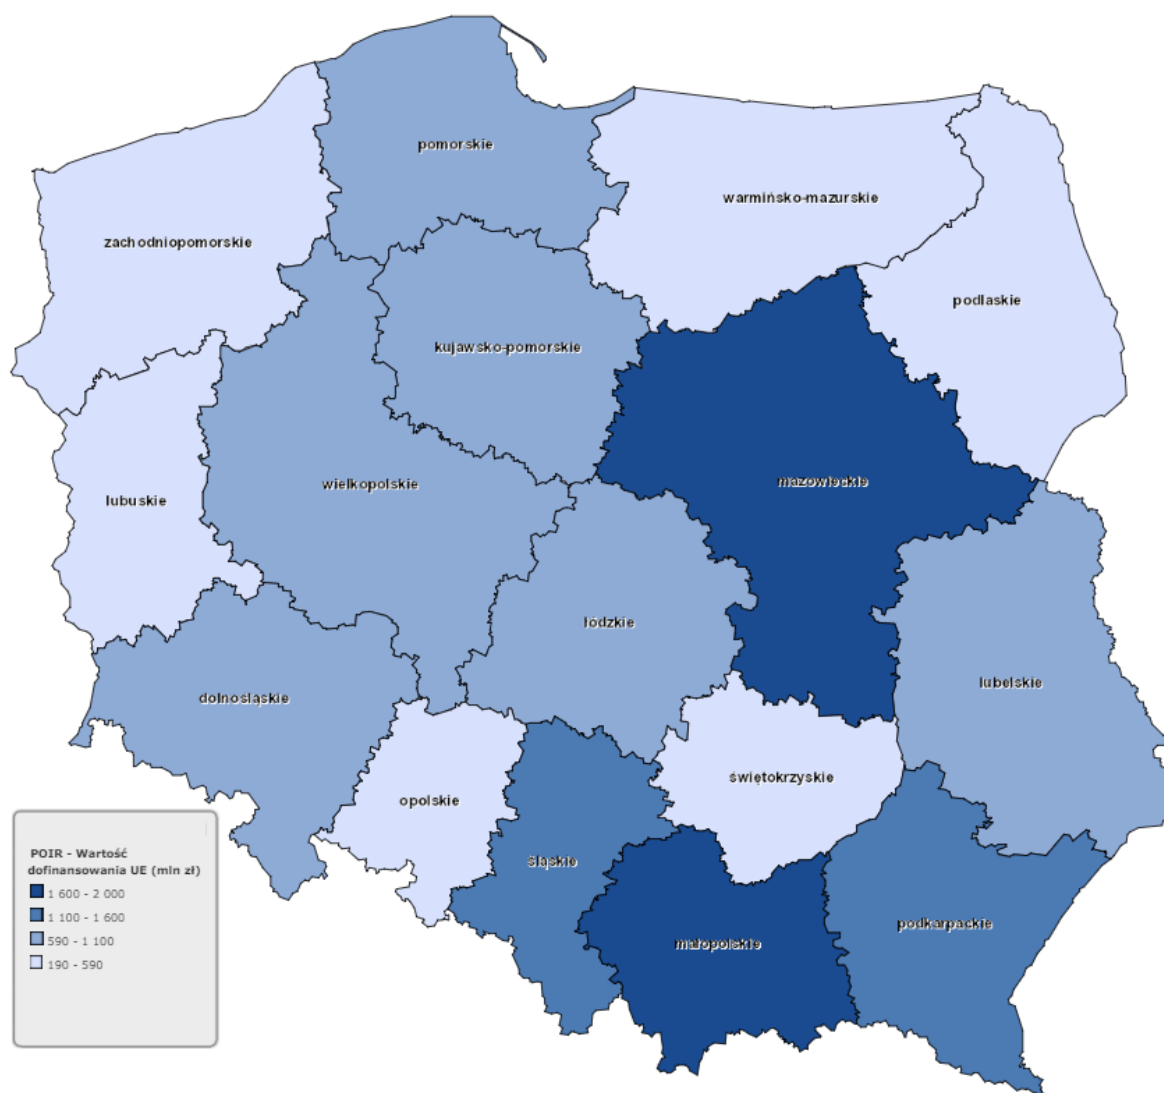 pomorskie
warmińsko-mazurskie
zachodniopomorskie
podlaskie
kujawsko-pomorskie
mazowieckie
wielkopolskie
lubuskie
łódzkie
lubelskie
dolnośląskie
świętokrzyskie
opolskie
śląskie
podkarpackie
małopolskie
POIR - Wartość
dofinansowania UE (mln zł)
1 600 - 2 000
1 100 - 1 600
590 - 1 100
190 - 590